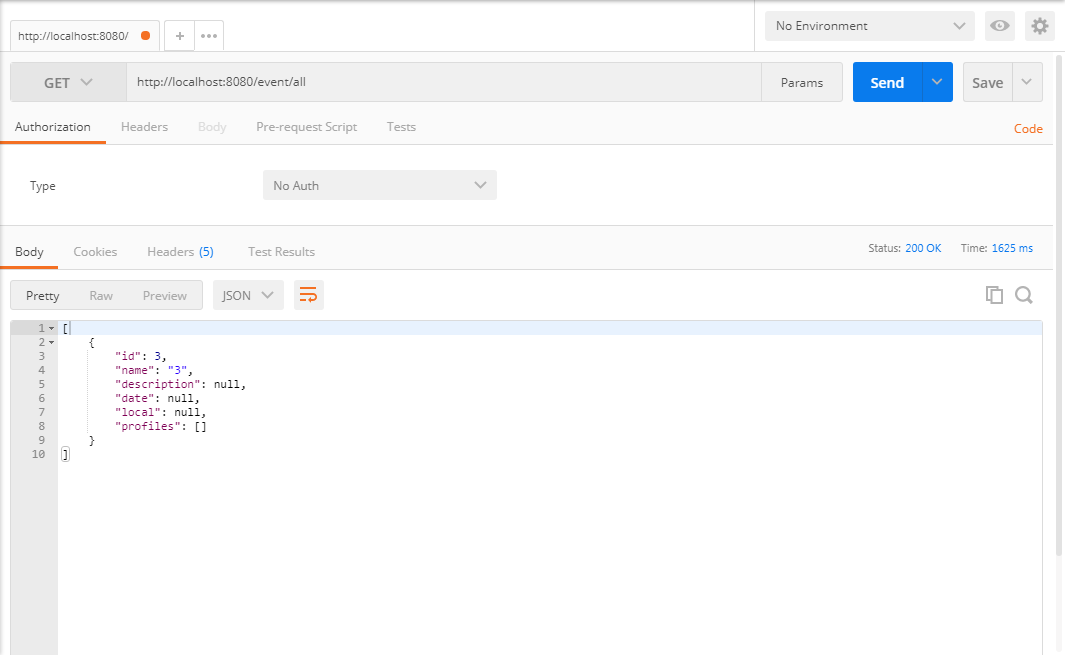 http://localhost:8080/
No Environment
GET http://localhost:8080/event/all Params Send Save
Authorization Headers Body Pre-request Script Tests Code
Type No Auth
Body Cookies Headers (5) Test Results Status: 200 OK Time: 1625 ms
Pretty Raw Preview JSON
1 [
2 {
3 "id": 3,
4 "name": "3",
5 "description": null,
6 "date": null,
7 "local": null,
8 "profiles": []
9 }
10 ]